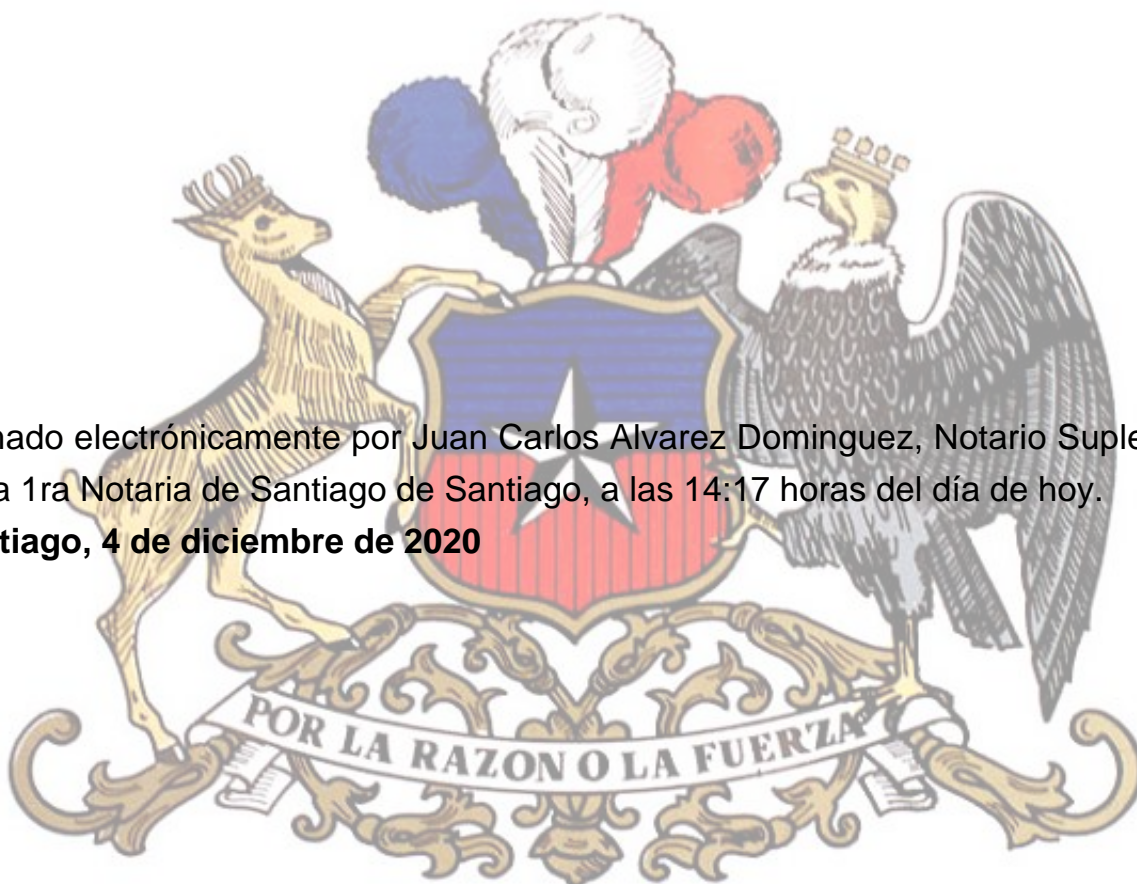 nado electrónicamente por Juan Carlos Alvarez Dominguez, Notario Suple
a 1ra Notaria de Santiago de Santiago, a las 14:17 horas del día de hoy.
tiago, 4 de diciembre de 2020
POR LA RAZON O LA FUERZA